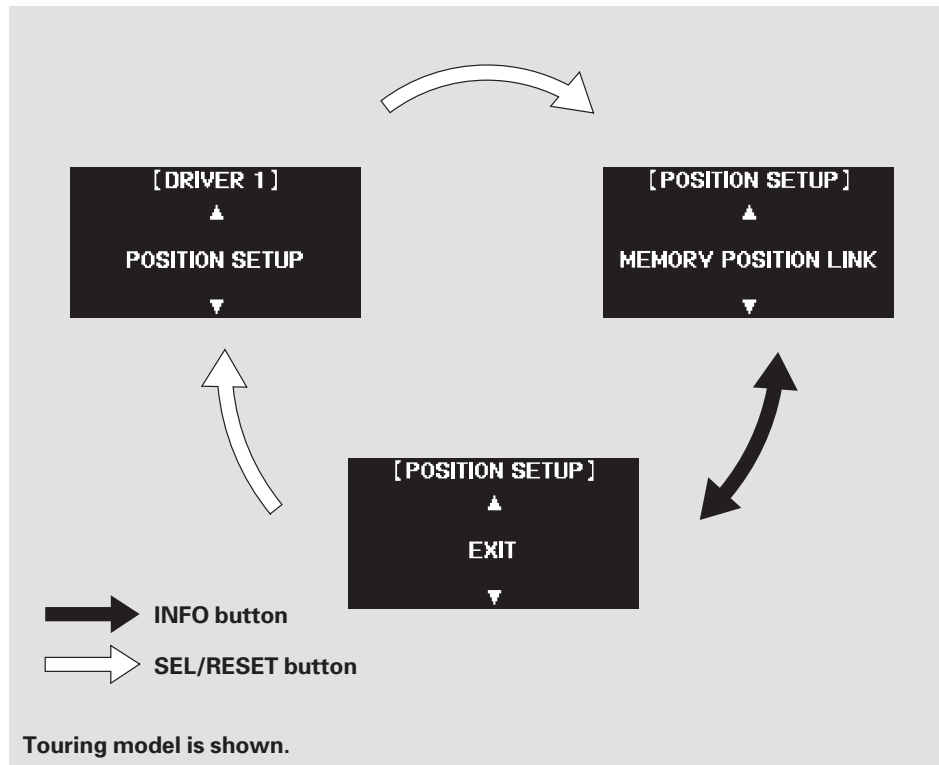 [DRIVER 1]
▲
POSITION SETUP
▼
[POSITION SETUP]
▲
MEMORY POSITION LINK
▼
[POSITION SETUP]
▲
EXIT
▼
INFO button
SEL/RESET button
Touring model is shown.